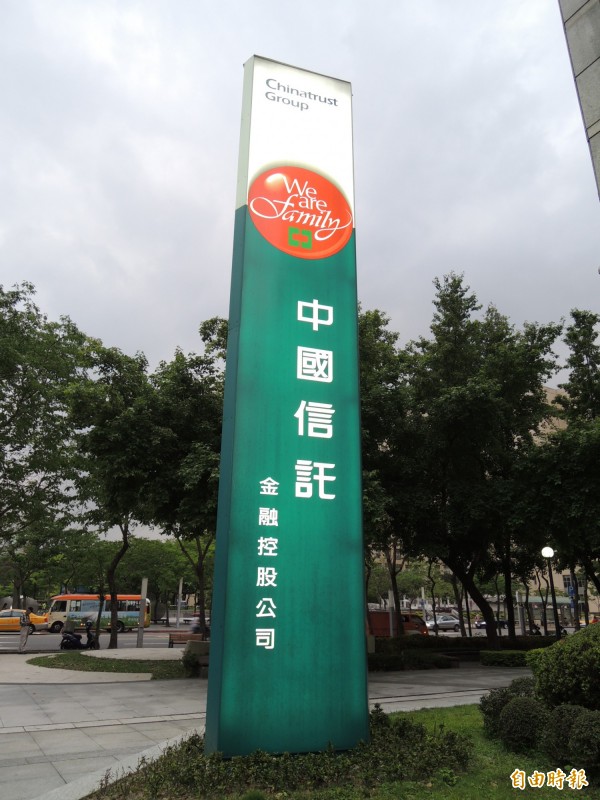 Chinatrust
Group
We
are
Family
中國信託
金融控股公司
自由時報